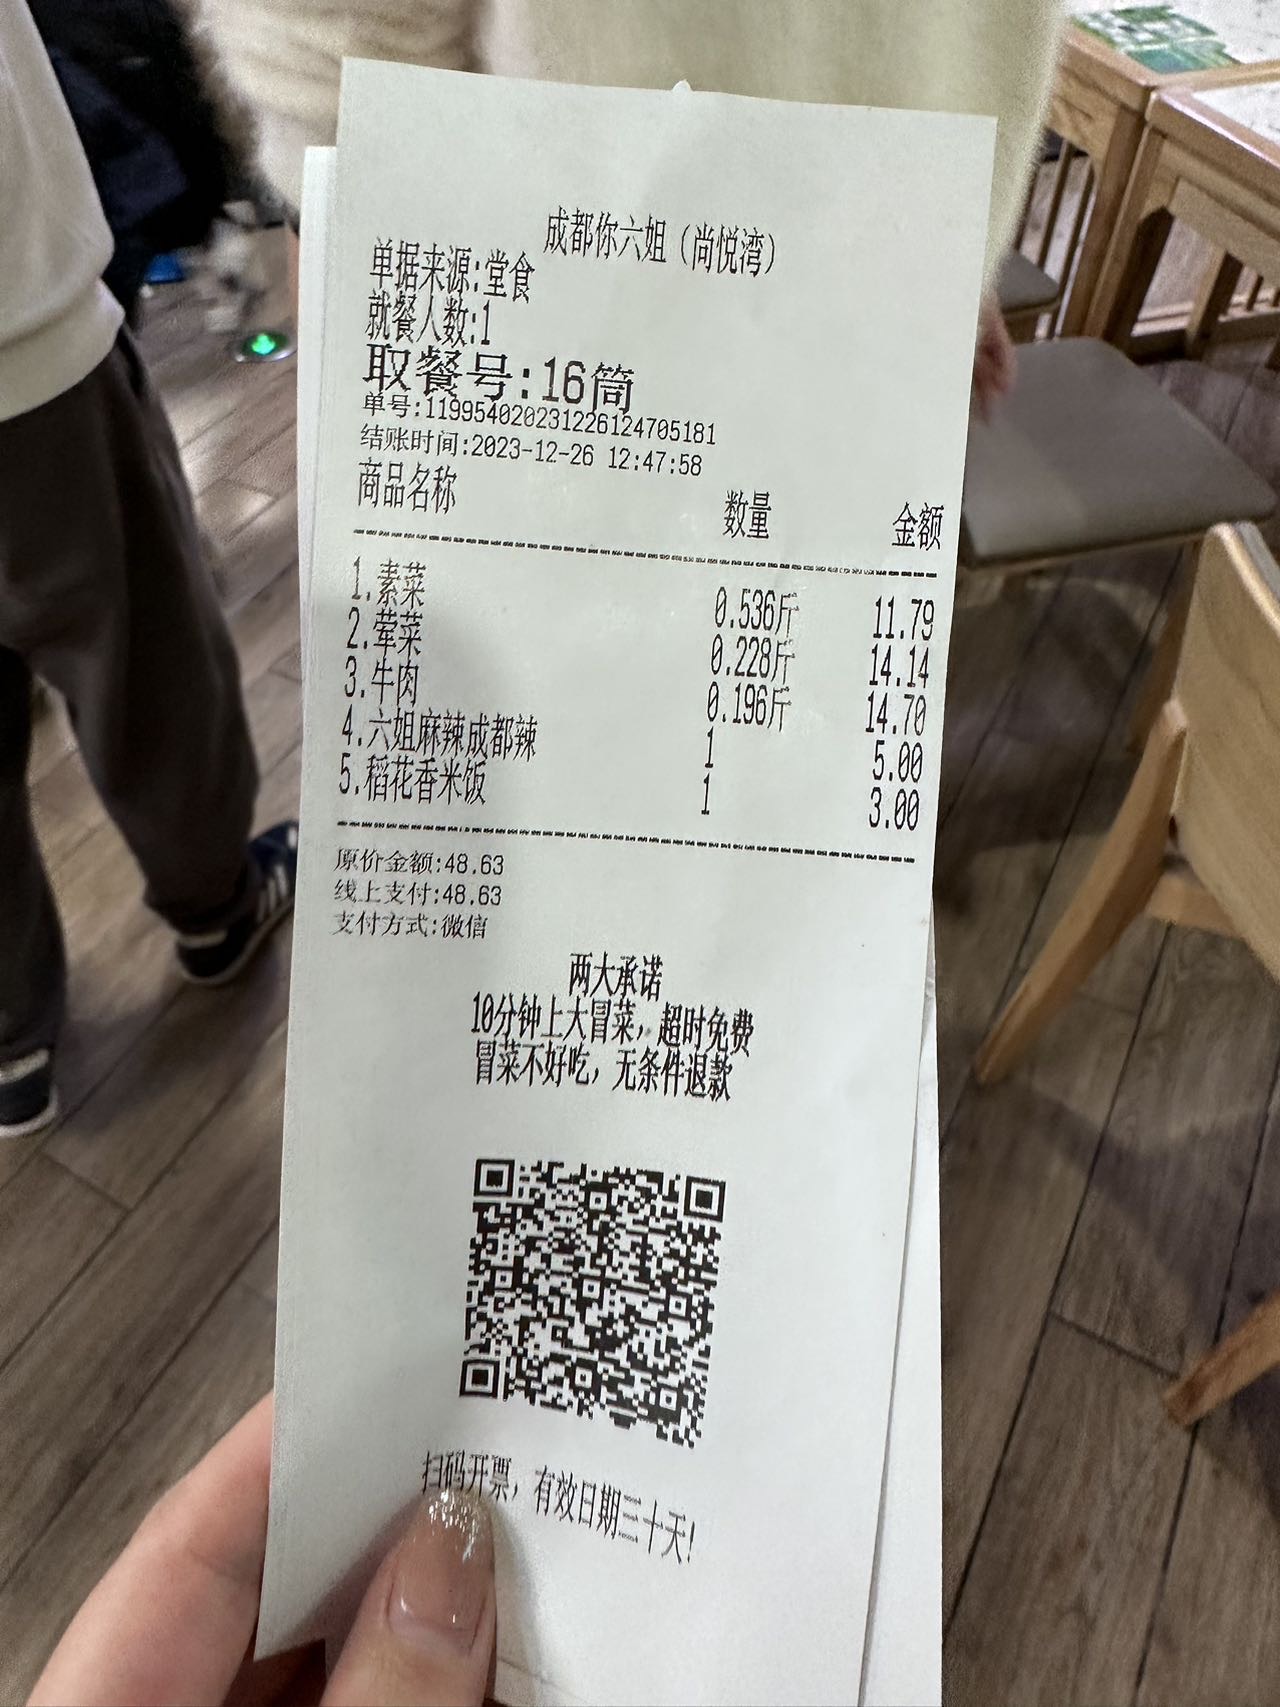 成都你六姐（尚悦湾）
单据来源:堂食
就餐人数:1
取餐号:16筒
单号:119954020231226124705181
结账时间:2023-12-26 12:47:58
商品名称 数量 金额
1.素菜 0.536斤 11.79
2.荤菜 0.228斤 14.14
3.牛肉 0.196斤 14.70
4.六姐麻辣成都辣 1 5.00
5.稻花香米饭 1 3.00
原价金额:48.63
线上支付:48.63
支付方式:微信
两大承诺
10分钟上大冒菜，超时免费
冒菜不好吃，无条件退款
扫码开票，有效日期三十天!